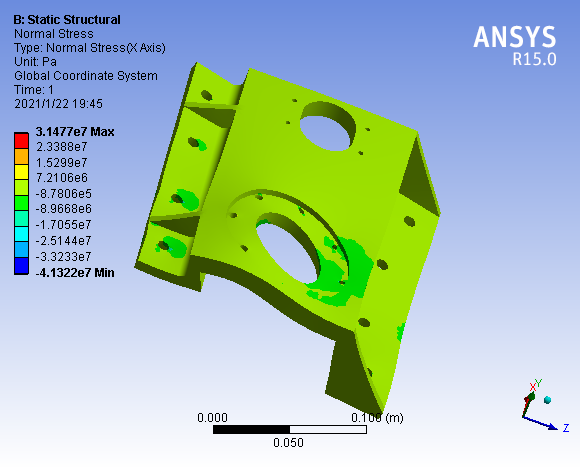 B: Static Structural
Normal Stress
Type: Normal Stress(X Axis)
Unit: Pa
Global Coordinate System
Time: 1
2021/1/22 19:45
ANSYS
R15.0
3.1477e7 Max
2.3388e7
1.5299e7
7.2106e6
-8.7806e5
-8.9668e6
-1.7055e7
-2.5144e7
-3.3233e7
-4.1322e7 Min
0.000
0.100 (m)
0.050
X
Y
Z